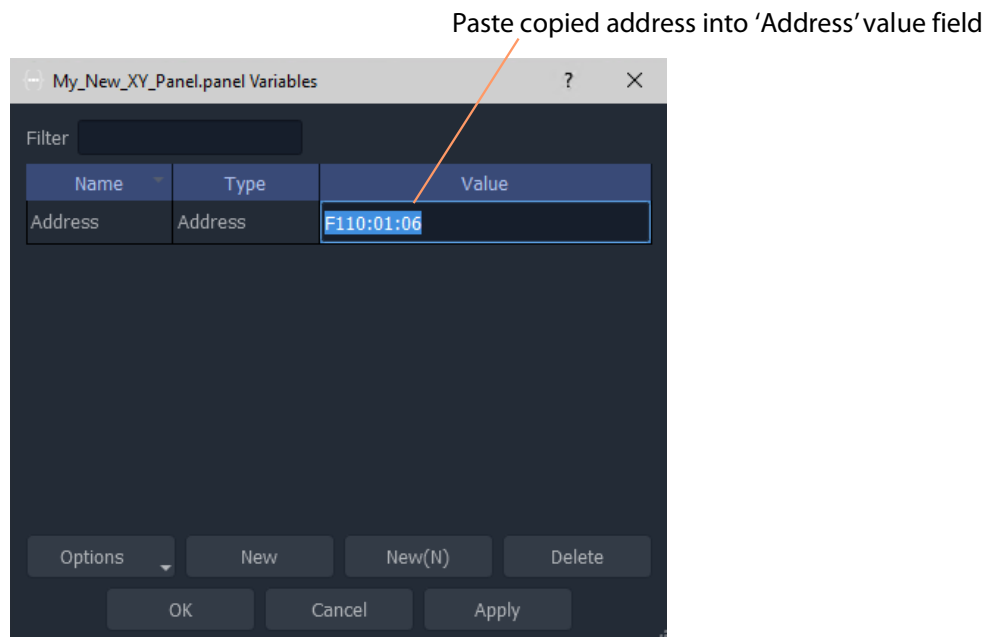 Paste copied address into ‘Address’ value field
My_New_XY_Panel.panel Variables ?
Filter
Name Type Value
Address Address F110:01:06
Options New New(N) Delete
OK Cancel Apply